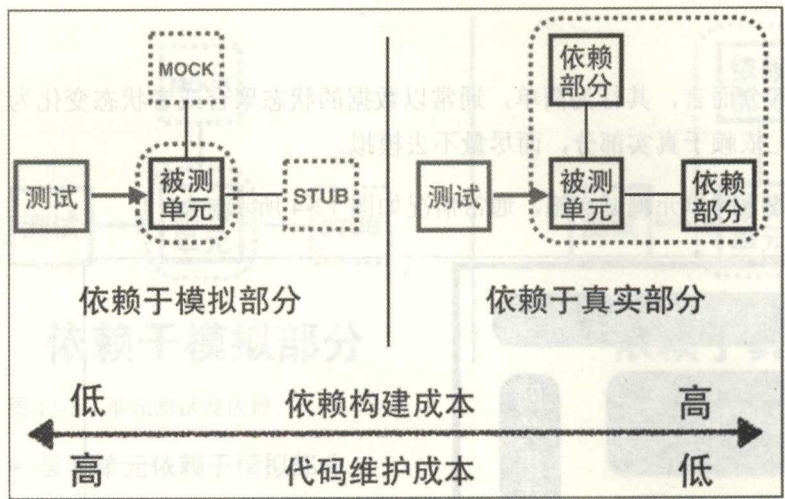 MOCK
测试
被测
单元
STUB
依赖于模拟部分
依赖
部分
测试
被测
单元
依赖
部分
依赖于真实部分
低 依赖构建成本 高
高 代码维护成本 低